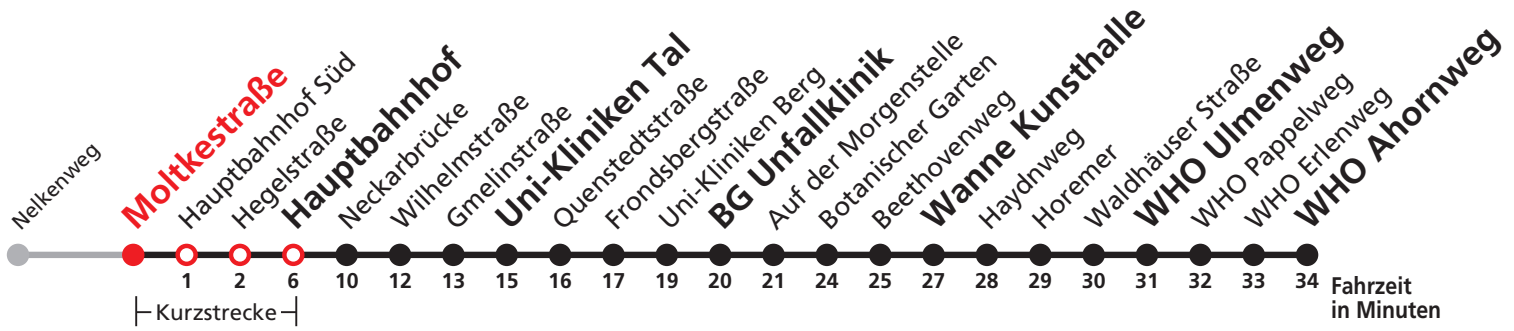 Nelkenweg
Moltkestraße
Hauptbahnhof Süd
Hegelstraße
Hauptbahnhof
Neckarbrücke
Wilhelmstraße
Gmelinstraße
Uni-Kliniken Tal
Quenstedtstraße
Frondsbergstraße
Uni-Kliniken Berg
BG Unfallklinik
Auf der Morgenstelle
Botanischer Garten
Beethovenweg
Wanne Kunsthalle
Haydnweg
Horemer
Waldhäuser Straße
WHO Ulmenweg
WHO Pappelweg
WHO Erlenweg
WHO Ahornweg
1 2 6 10 12 13 15 16 17 19 20 21 24 25 27 28 29 30 31 32 33 34
Fahrzeit
in Minuten
Kurzstrecke